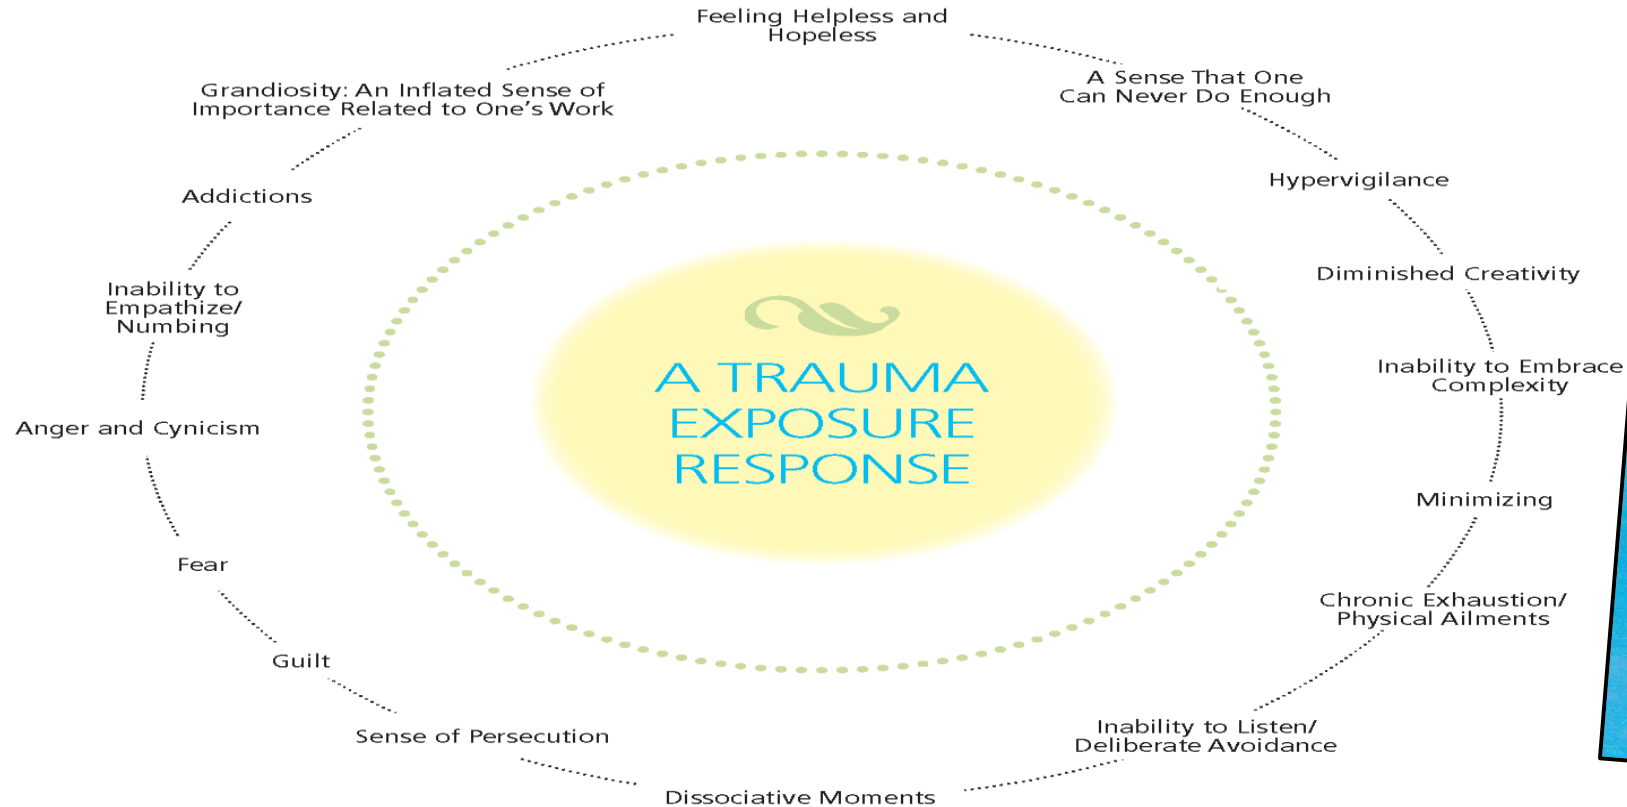 Feeling Helpless and
Hopeless
A Sense That One
Can Never Do Enough
Hypervigilance
Diminished Creativity
Inability to Embrace
Complexity
Minimizing
Chronic Exhaustion/
Physical Ailments
Inability to Listen/
Deliberate Avoidance
Dissociative Moments
Sense of Persecution
Guilt
Fear
Anger and Cynicism
Inability to
Empathize/
Numbing
Addictions
Grandiosity: An Inflated Sense of
Importance Related to One’s Work
A TRAUMA
EXPOSURE
RESPONSE